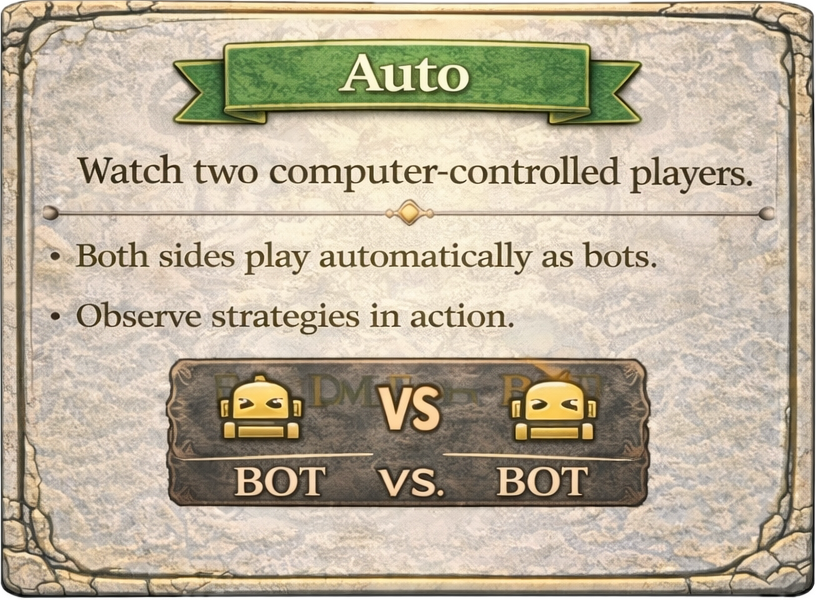 Auto
Watch two computer-controlled players.
• Both sides play automatically as bots.
• Observe strategies in action.
VS
BOT vs. BOT